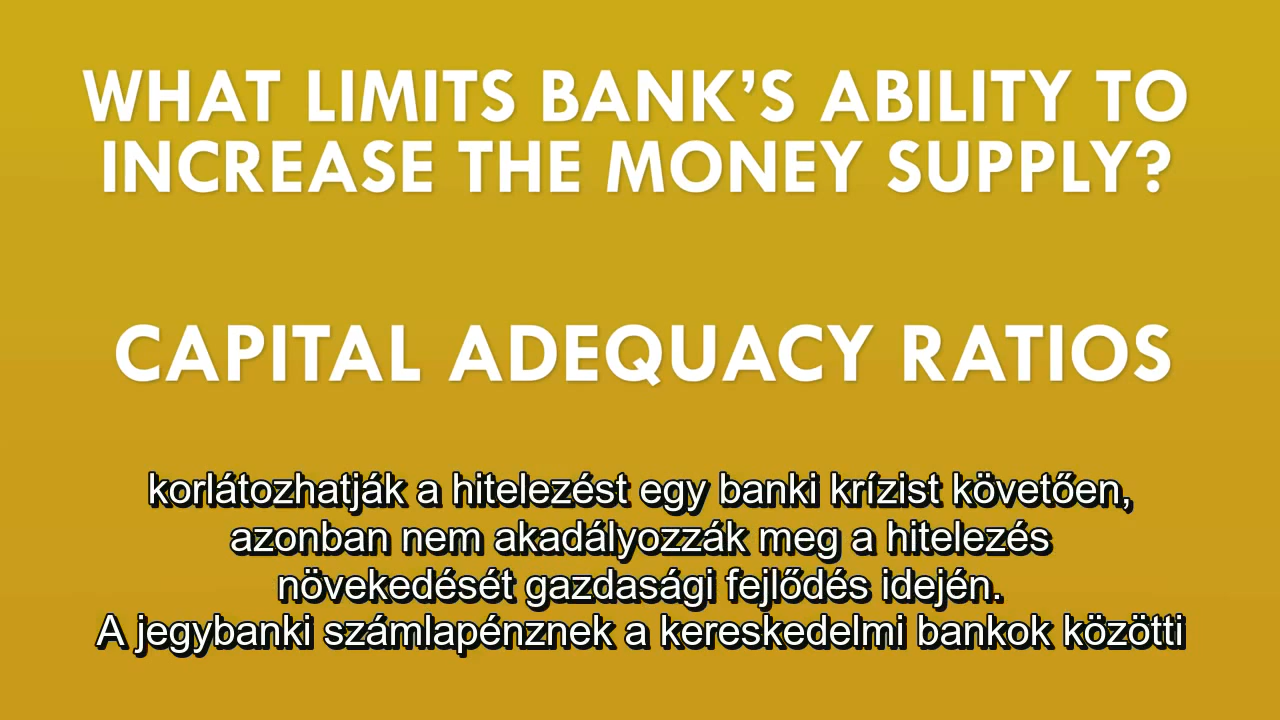 WHAT LIMITS BANK’S ABILITY TO
INCREASE THE MONEY SUPPLY?
CAPITAL ADEQUACY RATIOS
korlátozhatják a hitelezést egy banki krízist követően,
azonban nem akadályozzák meg a hitelezés
növekedését gazdasági fejlődés idején.
A jegybanki számlapénznek a kereskedelmi bankok közötti